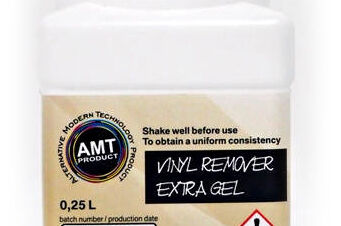 ALTERNATIVE MODERN TECHNOLOGY PRODUCT
AMT
PRODUCT
Shake well before use
To obtain a uniform consistency
VINYL REMOVER
EXTRA GEL
0,25 L
batch number / production date